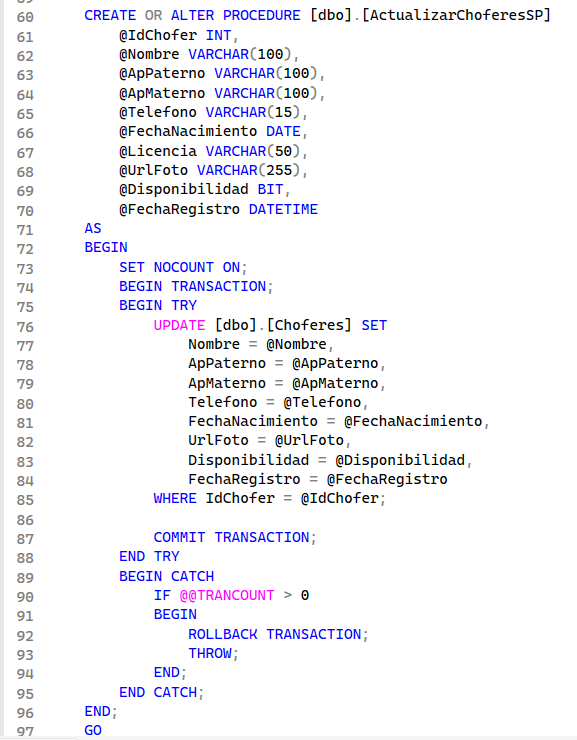 60 CREATE OR ALTER PROCEDURE [dbo].[ActualizarChoferesSP]
61 @IdChofer INT,
62 @Nombre VARCHAR(100),
63 @ApPaterno VARCHAR(100),
64 @ApMaterno VARCHAR(100),
65 @Telefono VARCHAR(15),
66 @FechaNacimiento DATE,
67 @Licencia VARCHAR(50),
68 @UrlFoto VARCHAR(255),
69 @Disponibilidad BIT,
70 @FechaRegistro DATETIME
71 AS
72 BEGIN
73 SET NOCOUNT ON;
74 BEGIN TRANSACTION;
75 BEGIN TRY
76 UPDATE [dbo].[Choferes] SET
77 Nombre = @Nombre,
78 ApPaterno = @ApPaterno,
79 ApMaterno = @ApMaterno,
80 Telefono = @Telefono,
81 FechaNacimiento = @FechaNacimiento,
82 UrlFoto = @UrlFoto,
83 Disponibilidad = @Disponibilidad,
84 FechaRegistro = @FechaRegistro
85 WHERE IdChofer = @IdChofer;
86
87 COMMIT TRANSACTION;
88 END TRY
89 BEGIN CATCH
90 IF @@TRANCOUNT > 0
91 BEGIN
92 ROLLBACK TRANSACTION;
93 THROW;
94 END;
95 END CATCH;
96 END;
97 GO